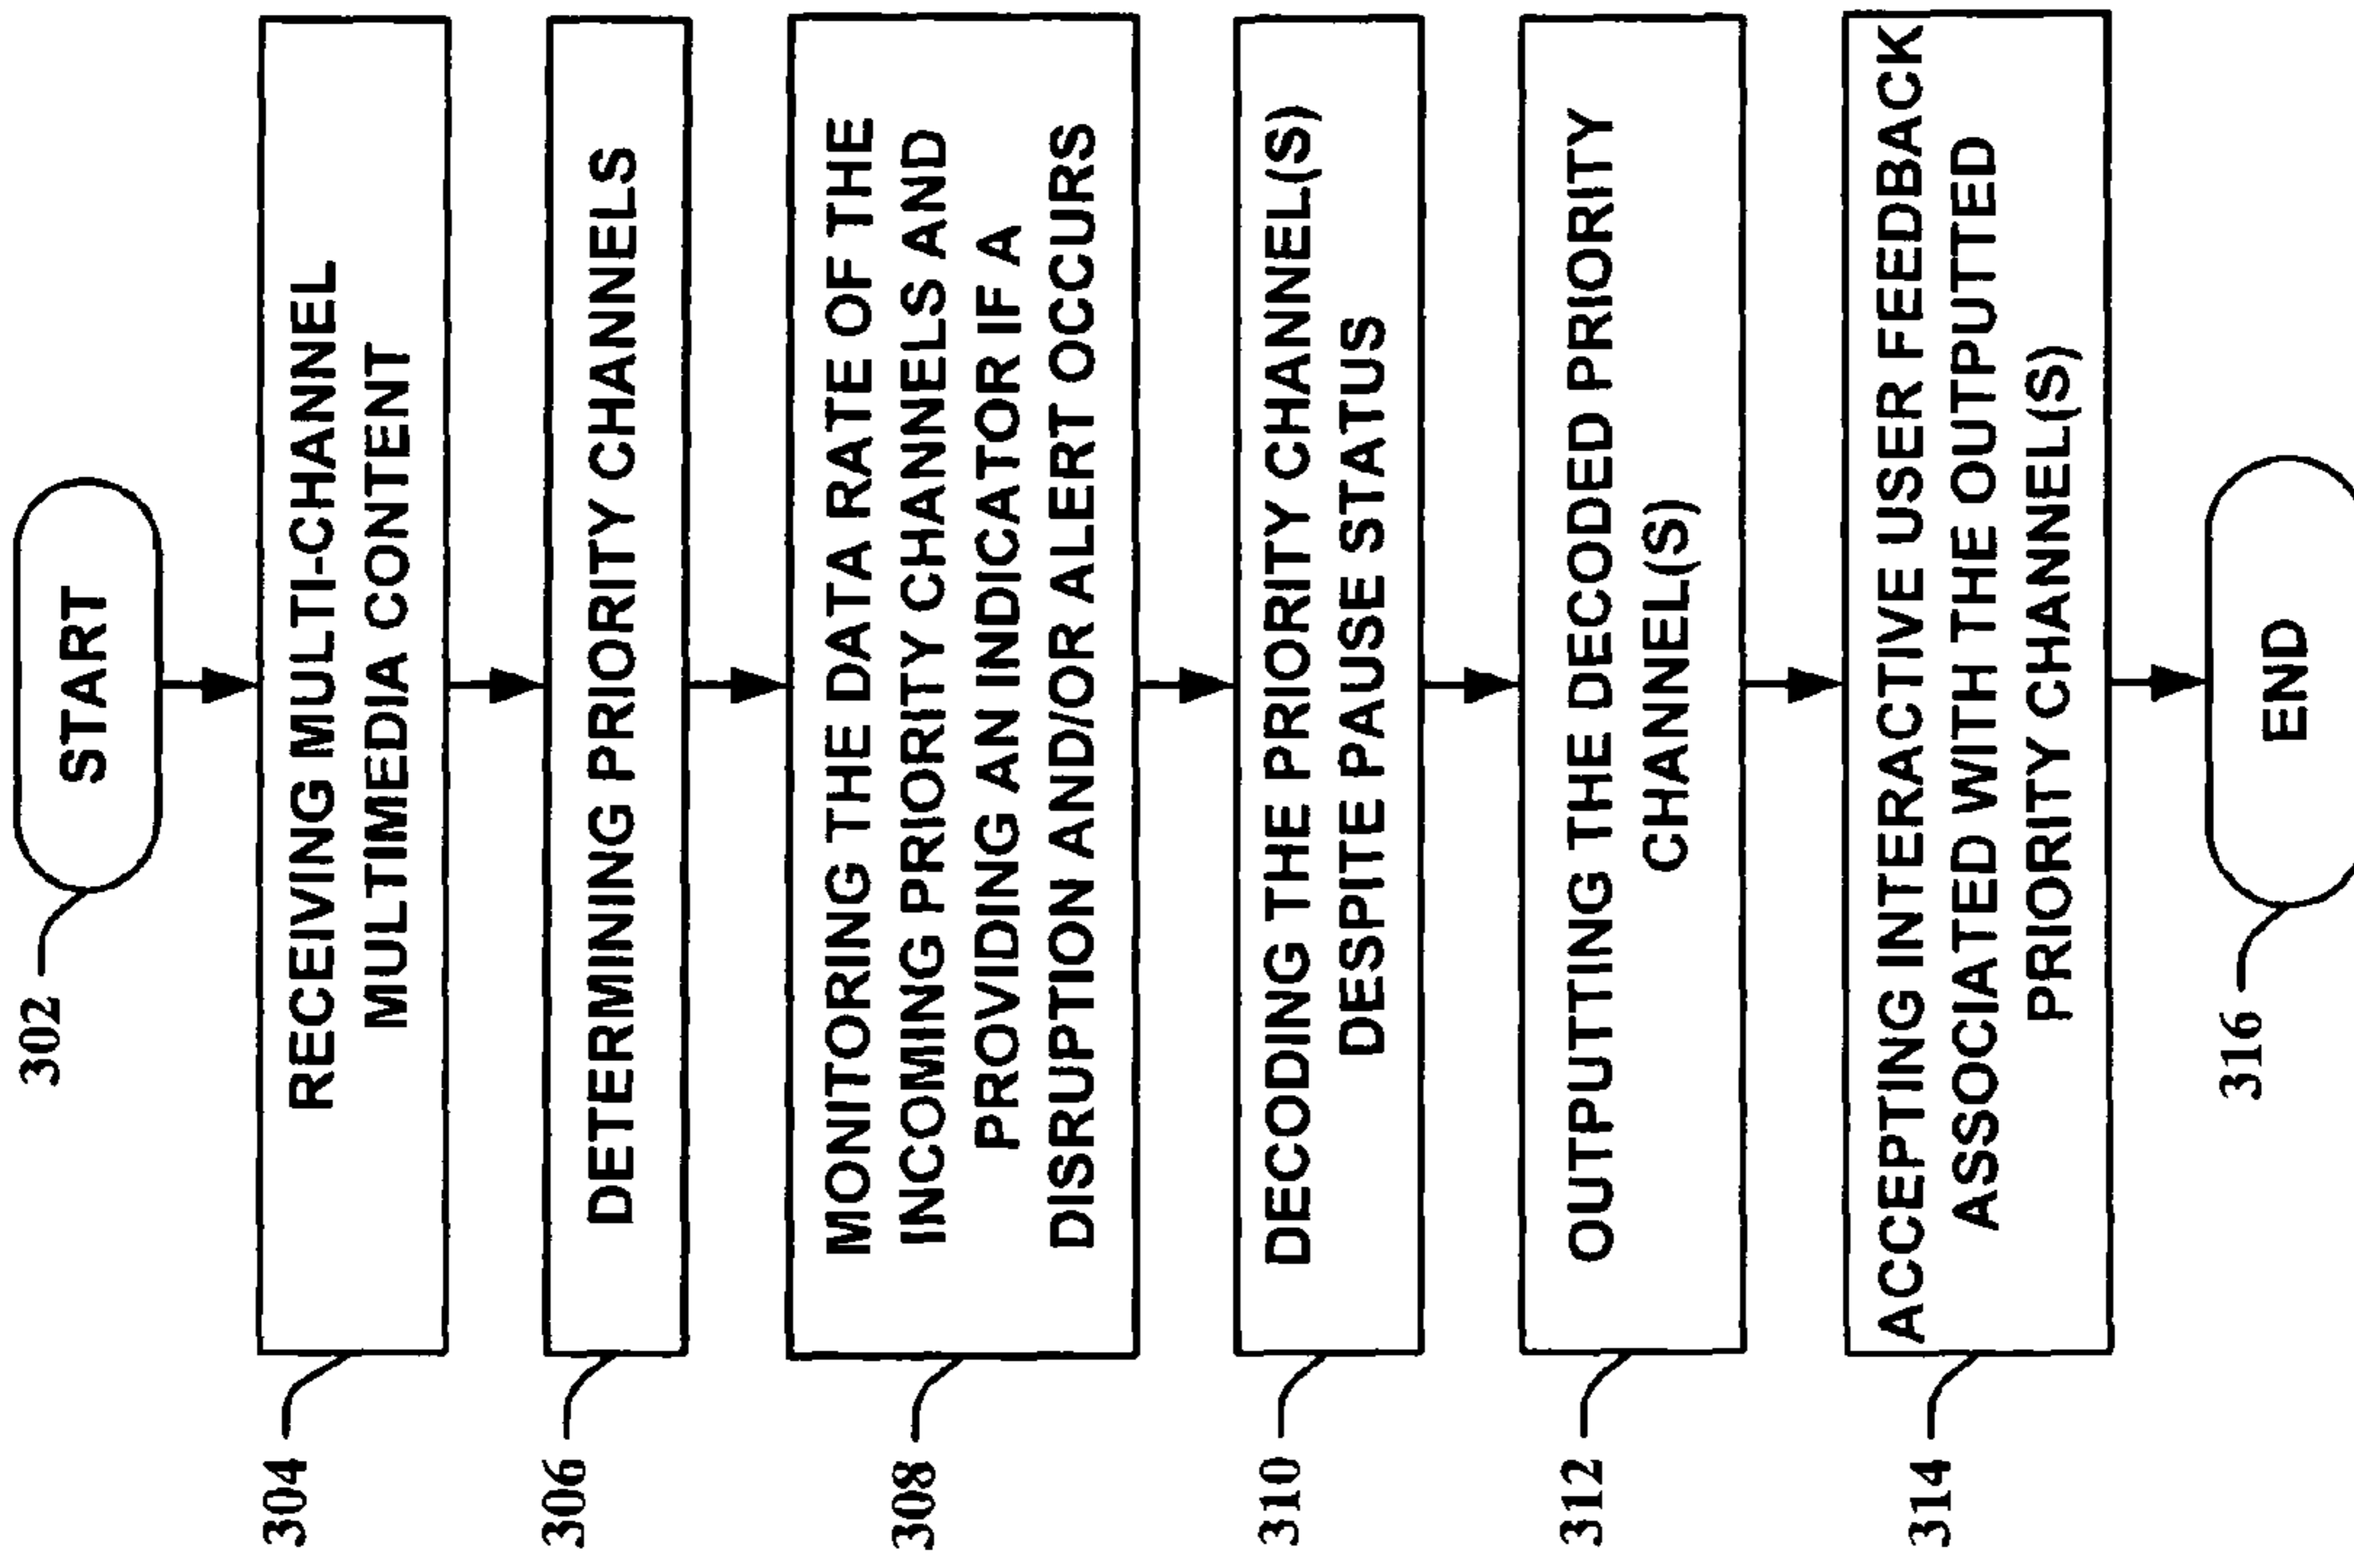 START
302
RECEIVING MULTI-CHANNEL
MULTIMEDIA CONTENT
304
DETERMINING PRIORITY CHANNELS
306
MONITORING THE DATA RATE OF THE
INCOMING PRIORITY CHANNELS AND
PROVIDING AN INDICATOR IF A
DISRUPTION AND/OR ALERT OCCURS
308
DECODING THE PRIORITY CHANNEL(S)
DESPITE PAUSE STATUS
310
OUTPUTTING THE DECODED PRIORITY
CHANNEL(S)
312
ACCEPTING INTERACTIVE USER FEEDBACK
ASSOCIATED WITH THE OUTPUTTED
PRIORITY CHANNEL(S)
314
END
316